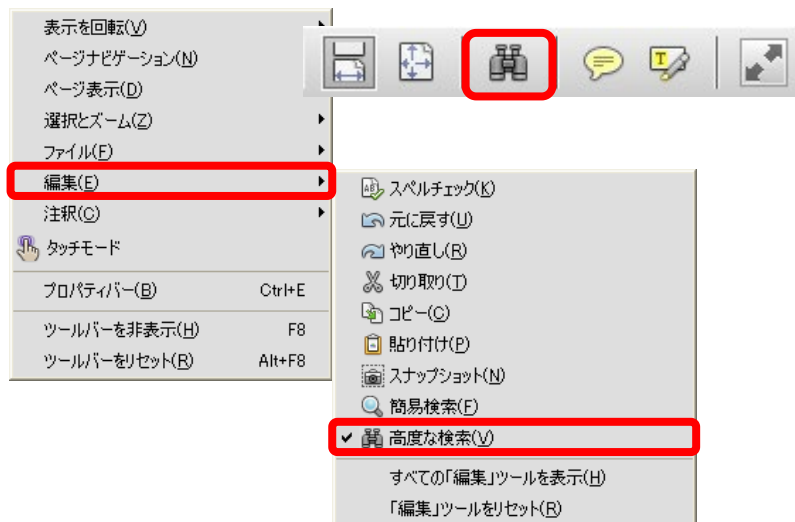 表示を回転(V)
ページナビゲーション(N)
ページ表示(D)
選択とズーム(Z)
ファイル(F)
編集(E)
注釈(C)
タッチモード
プロパティバー(B) Ctrl+E
ツールバーを非表示(H) F8
ツールバーをリセット(R) Alt+F8
スペルチェック(K)
元に戻す(U)
やり直し(R)
切り取り(T)
コピー(C)
貼り付け(P)
スナップショット(N)
簡易検索(F)
高度な検索(V)
すべての「編集」ツールを表示(H)
「編集」ツールをリセット(R)